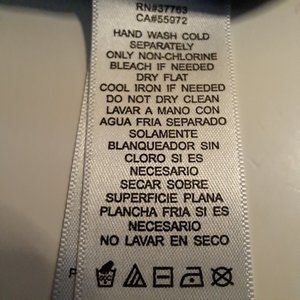 RN#37763
CA#55972
HAND WASH COLD
SEPARATELY
ONLY NON-CHLORINE
BLEACH IF NEEDED
DRY FLAT
COOL IRON IF NEEDED
DO NOT DRY CLEAN
LAVAR A MANO CON
AGUA FRIA SEPARADO
SOLAMENTE
BLANQUEADOR SIN
CLORO SI ES
NECESARIO
SECAR SOBRE
SUPERFICIE PLANA
PLANCHA FRIA SI ES
NECESARIO
NO LAVAR EN SECO